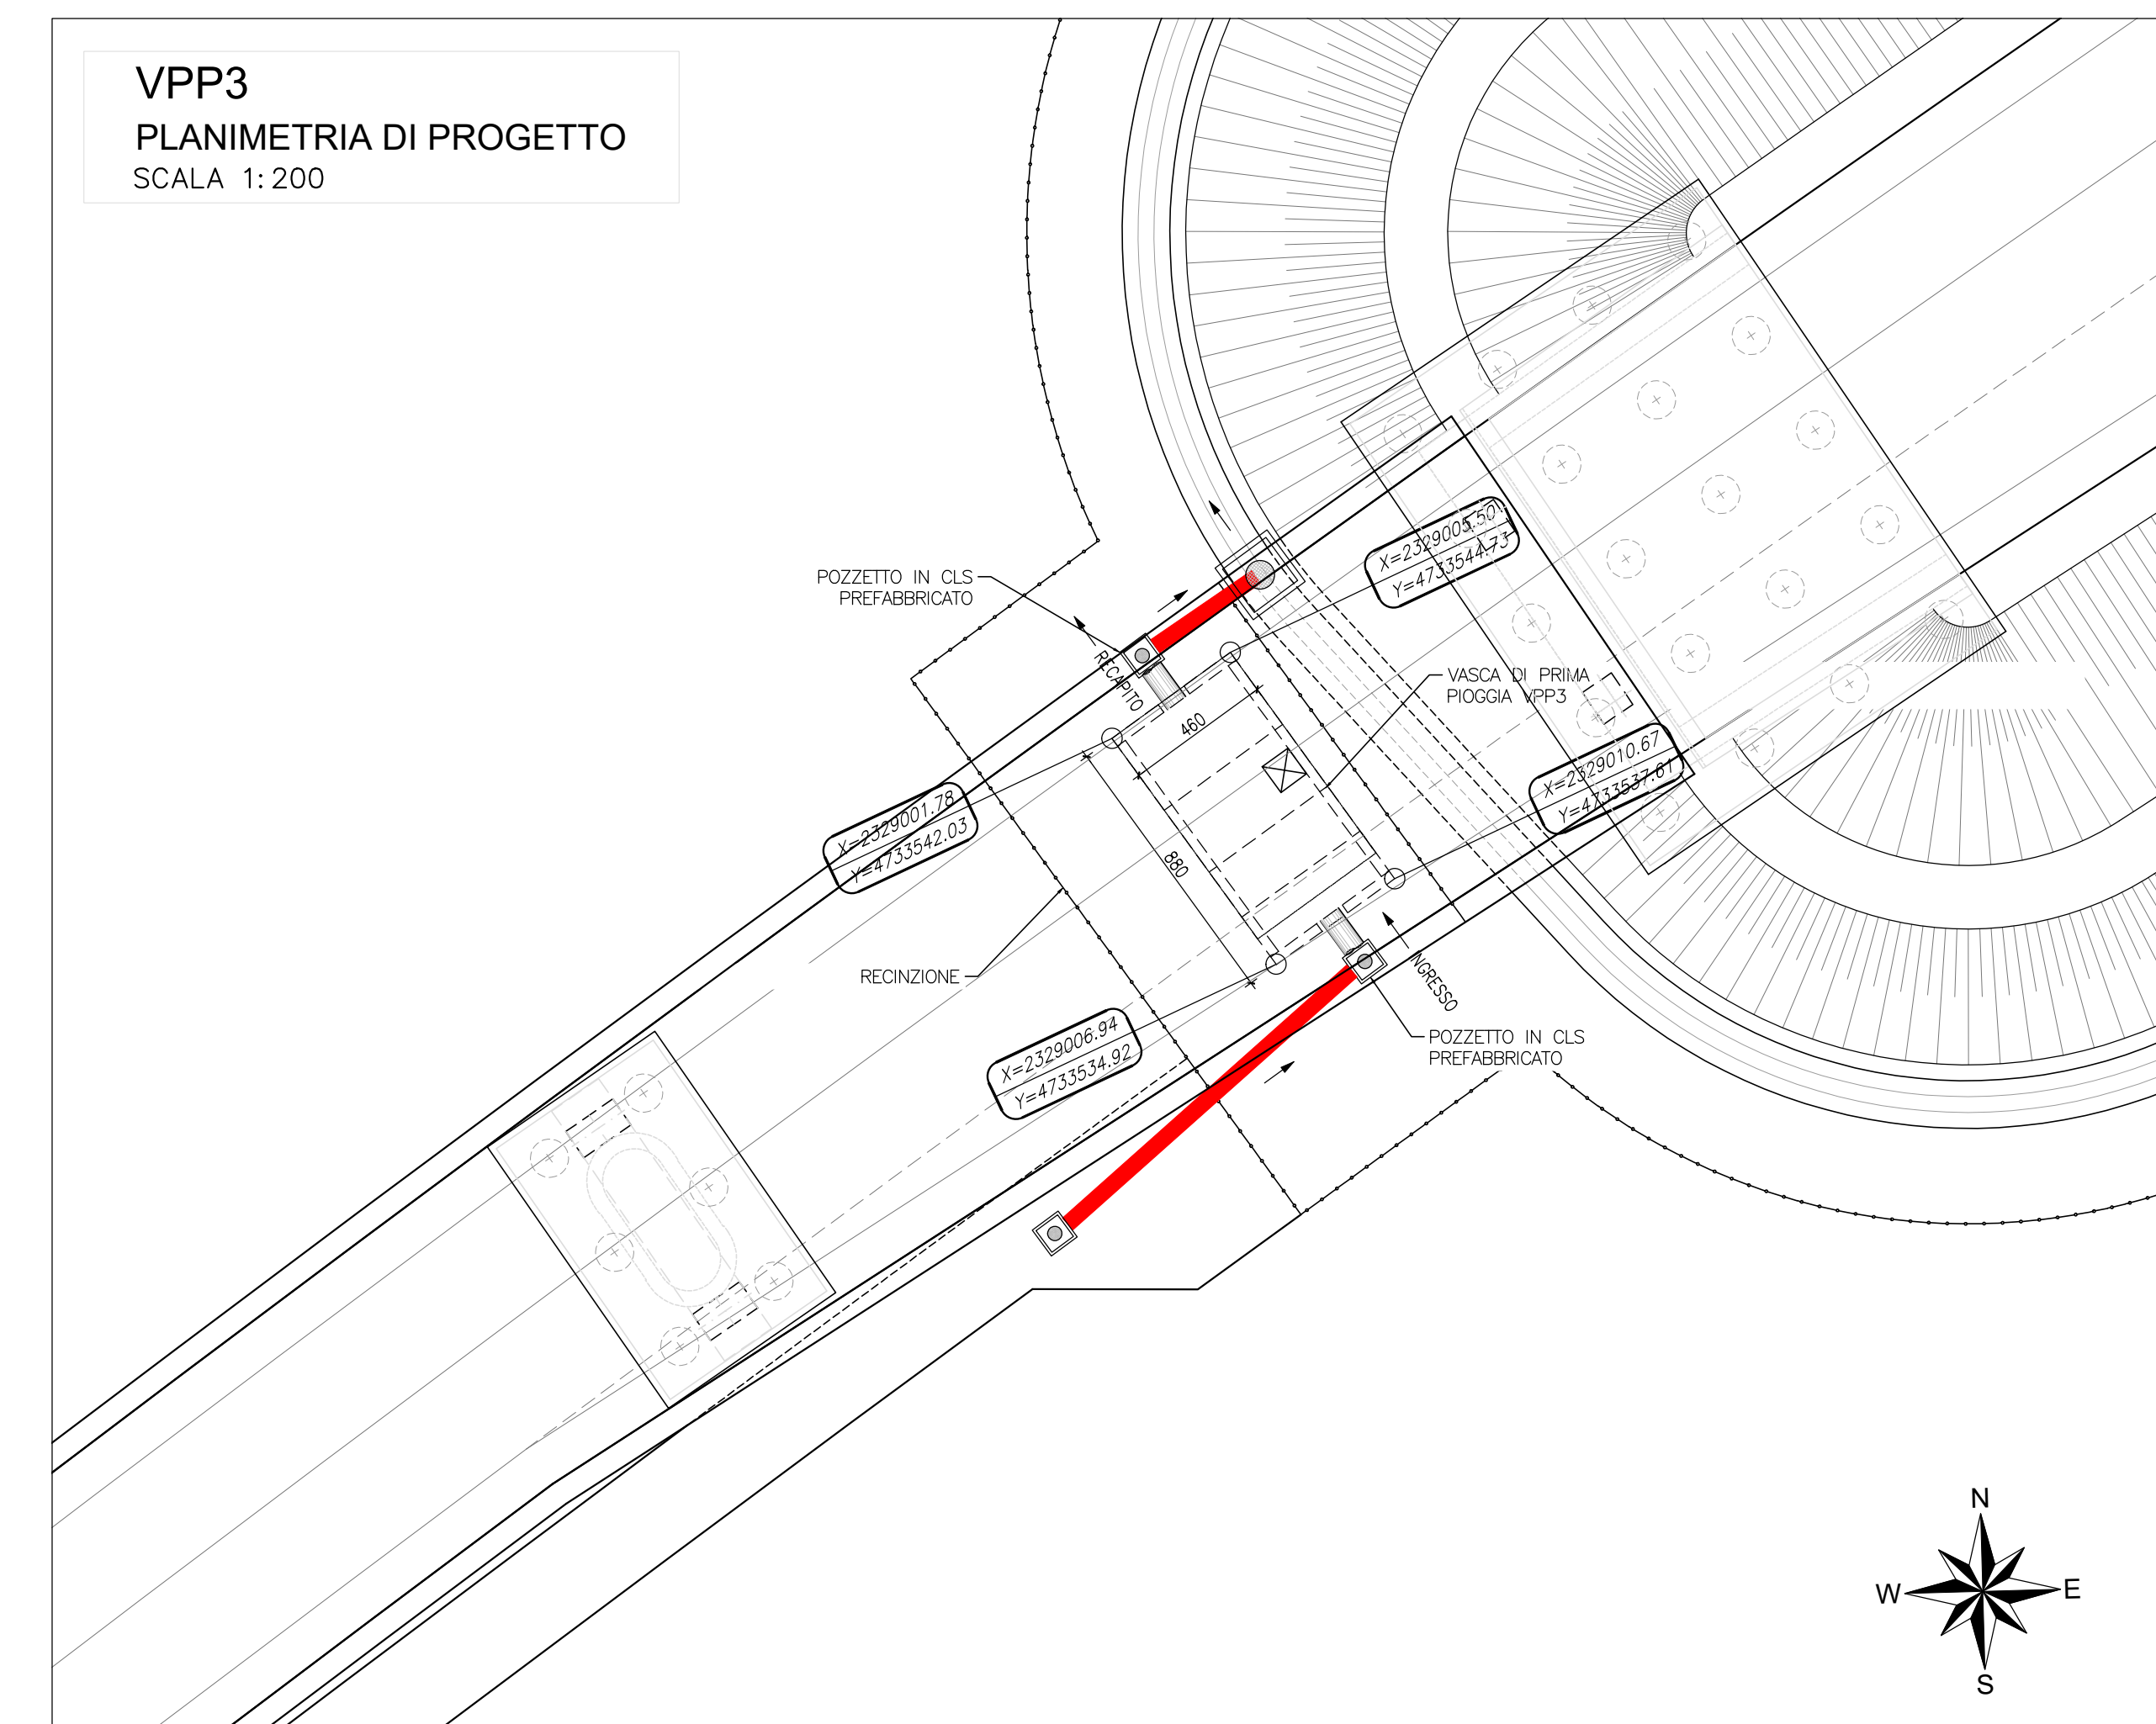 VPP3
PLANIMETRIA DI PROGETTO
SCALA 1:200
POZZETTO IN CLS
PREFABBRICATO
RECAPITO
X=2329005.50
Y=4733544.73
VASCA DI PRIMA
PIOGGIA VPP3
460
880
X=2329001.78
Y=4733542.03
X=2329010.67
Y=4733537.61
RECINZIONE
INGRESSO
X=2329006.94
Y=4733534.92
POZZETTO IN CLS
PREFABBRICATO
N
W
E
S